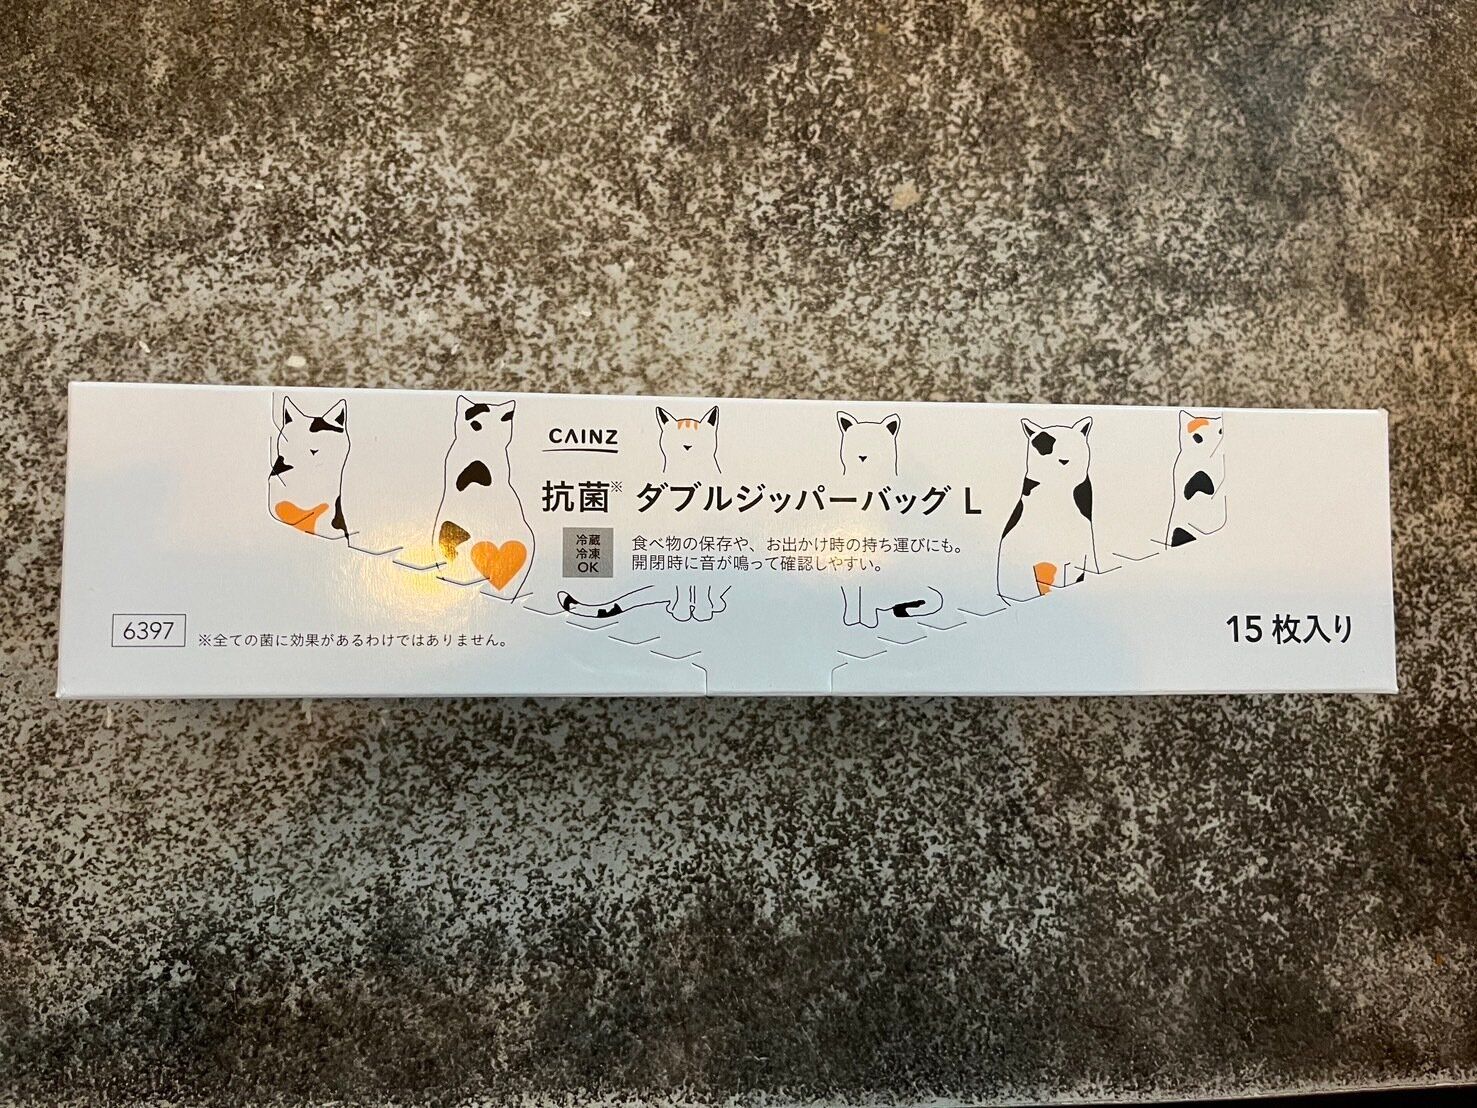 CAINZ
抗菌※ ダブルジッパーバッグ L
冷蔵
冷凍
OK
食べ物の保存や、お出かけ時の持ち運びにも。
開閉時に音が鳴って確認しやすい。
6397
※全ての菌に効果があるわけではありません。
15 枚入り